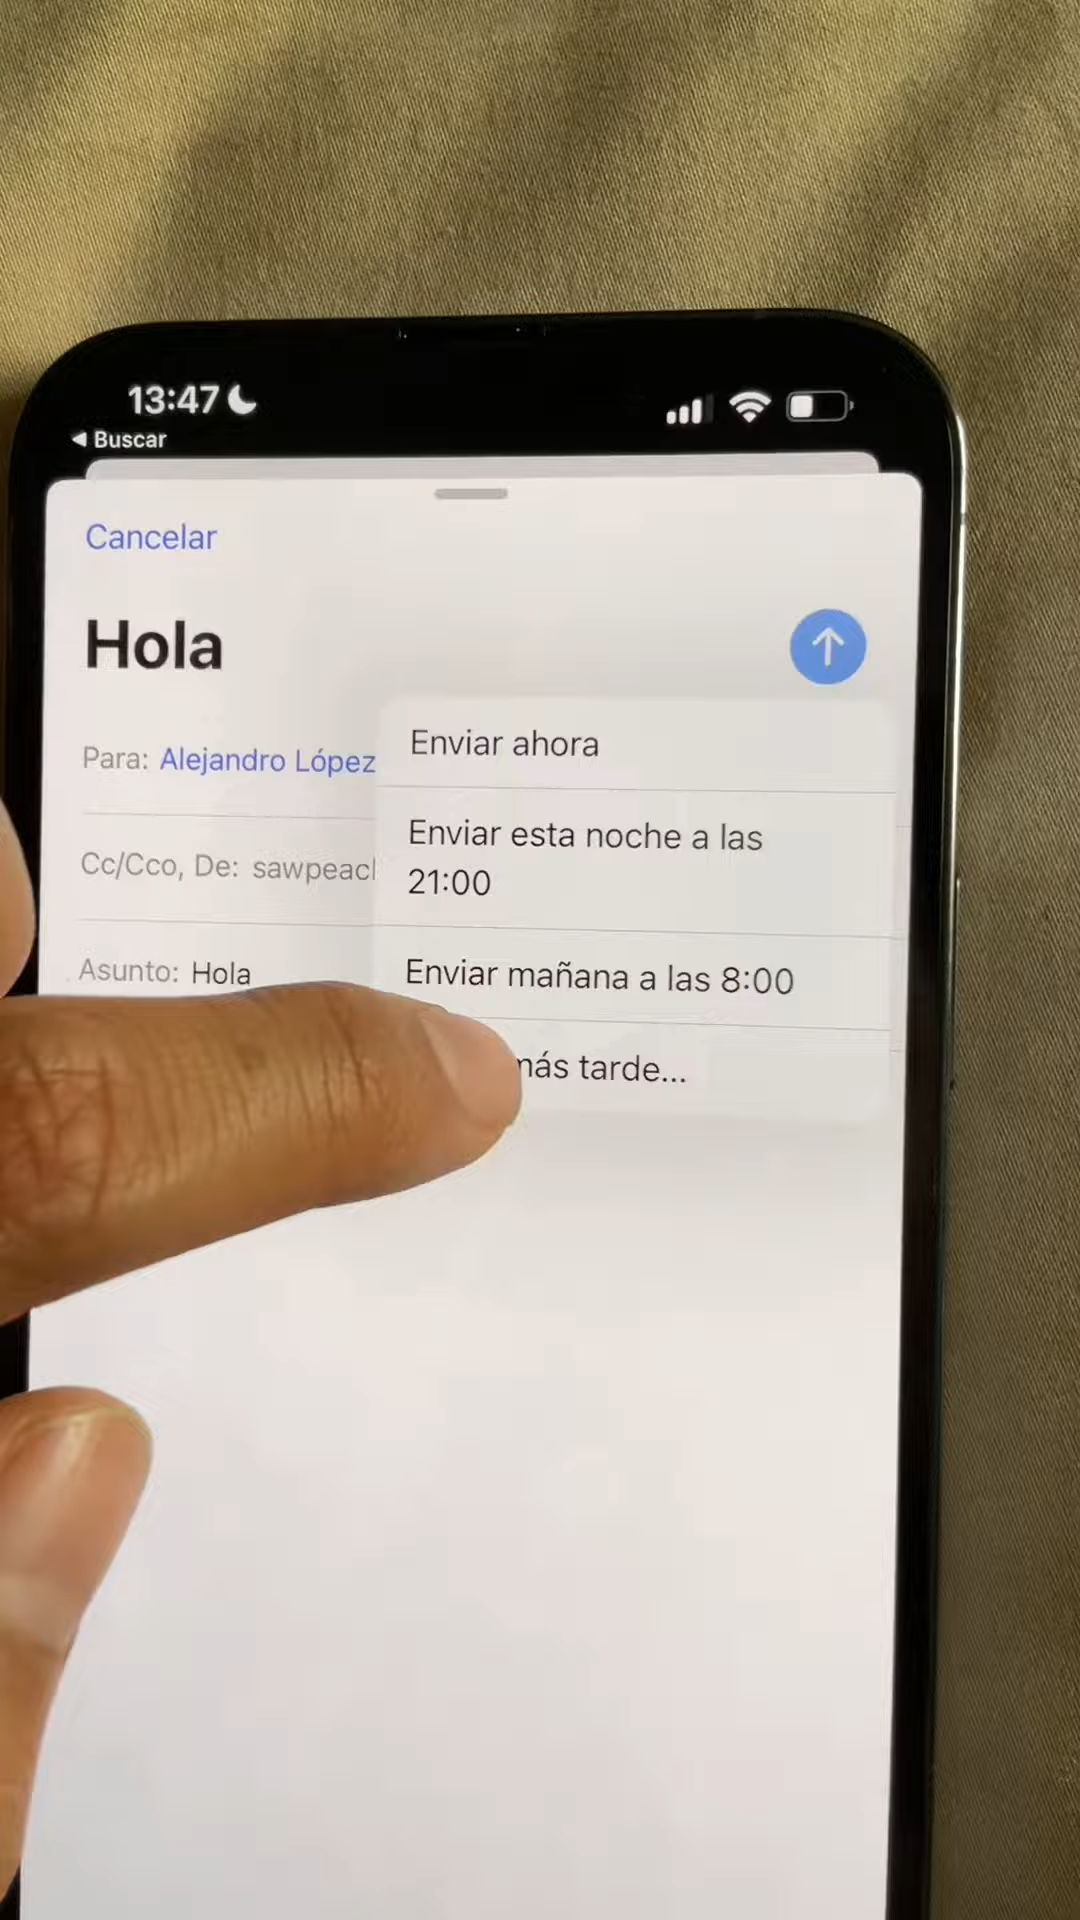 13:47
Buscar
Cancelar
Hola
Para: Alejandro López
Cc/Cco, De:
Asunto: Hola
Enviar ahora
Enviar esta noche a las
21:00
Enviar mañana a las 8:00
más tarde...